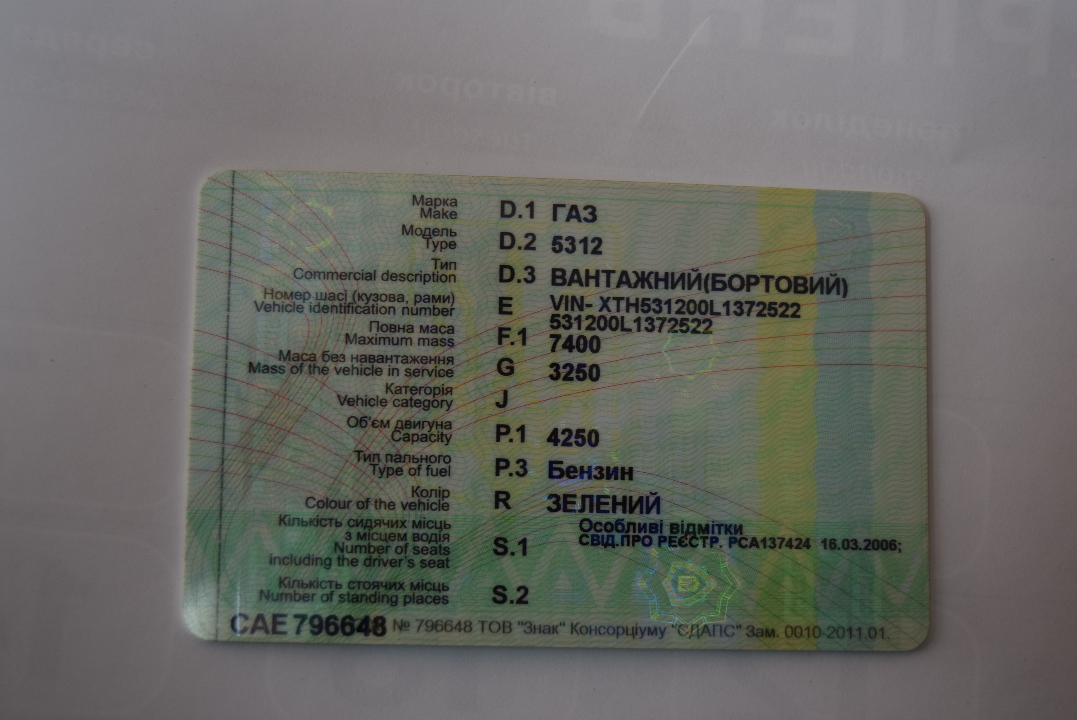 Марка
Make D.1 ГАЗ
Модель
Type D.2 5312
Тип
Commercial description D.3 ВАНТАЖНИЙ(БОРТОВИЙ)
Номер шасі (кузова, рами)
Vehicle identification number E VIN- XTH531200L1372522
531200L1372522
Повна маса
Maximum mass F.1 7400
Маса без навантаження
Mass of the vehicle in service G 3250
Категорія
Vehicle category J
Об'єм двигуна
Capacity P.1 4250
Тип пального
Type of fuel P.3 Бензин
Колір
Colour of the vehicle R ЗЕЛЕНИЙ
Кількість сидячих місць
з місцем водія
Number of seats
including the driver's seat S.1
Особливі відмітки
СВІД.ПРО РЕЄСТР. РСА137424 16.03.2006;
Кількість стоячих місць
Number of standing places S.2
САЕ 796648 № 796648 ТОВ "Знак" Консорціуму "ЄДАПС" Зам. 0010-2011.01.
вівторок
понеділок